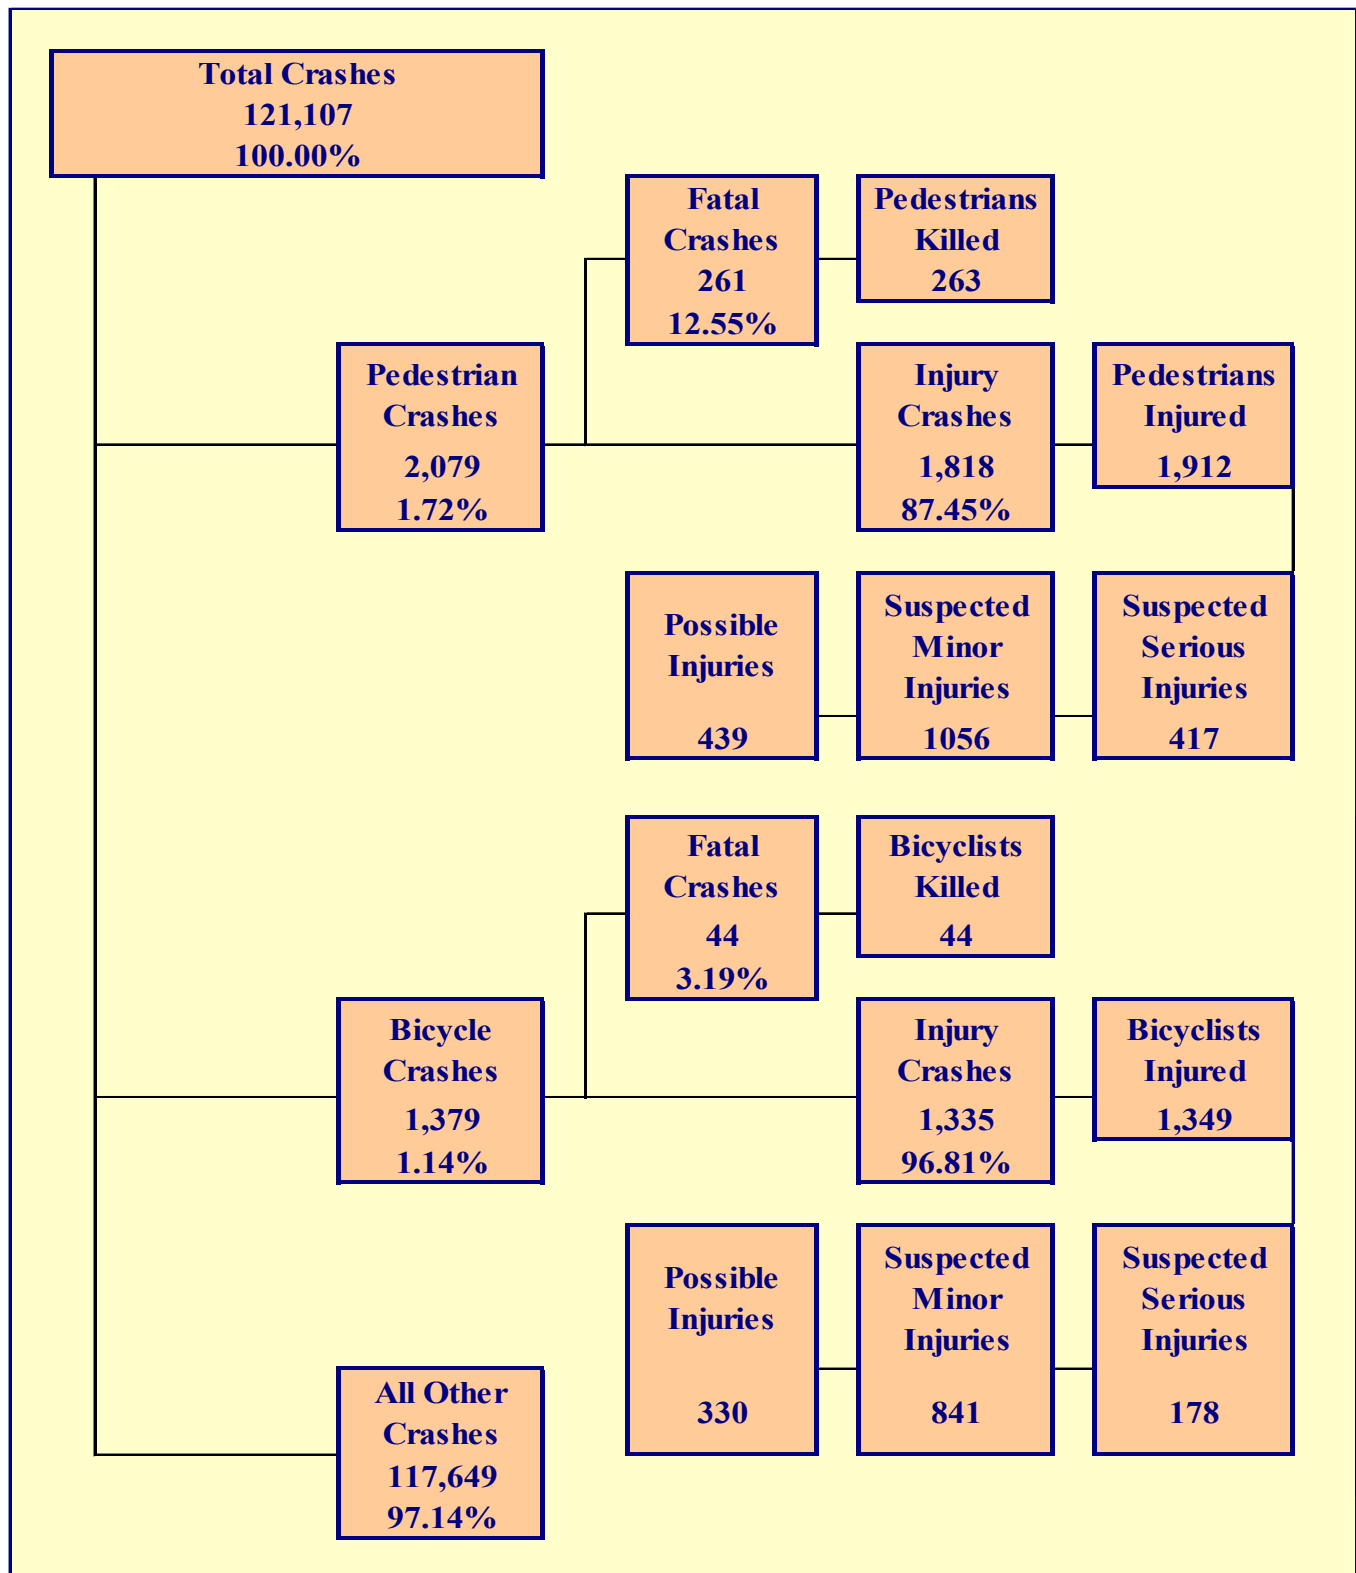 Total Crashes
121,107
100.00%
Fatal
Crashes
261
12.55%
Pedestrians
Killed
263
Pedestrian
Crashes
2,079
1.72%
Injury
Crashes
1,818
87.45%
Pedestrians
Injured
1,912
Possible
Injuries
439
Suspected
Minor
Injuries
1056
Suspected
Serious
Injuries
417
Fatal
Crashes
44
3.19%
Bicyclists
Killed
44
Bicycle
Crashes
1,379
1.14%
Injury
Crashes
1,335
96.81%
Bicyclists
Injured
1,349
Possible
Injuries
330
Suspected
Minor
Injuries
841
Suspected
Serious
Injuries
178
All Other
Crashes
117,649
97.14%